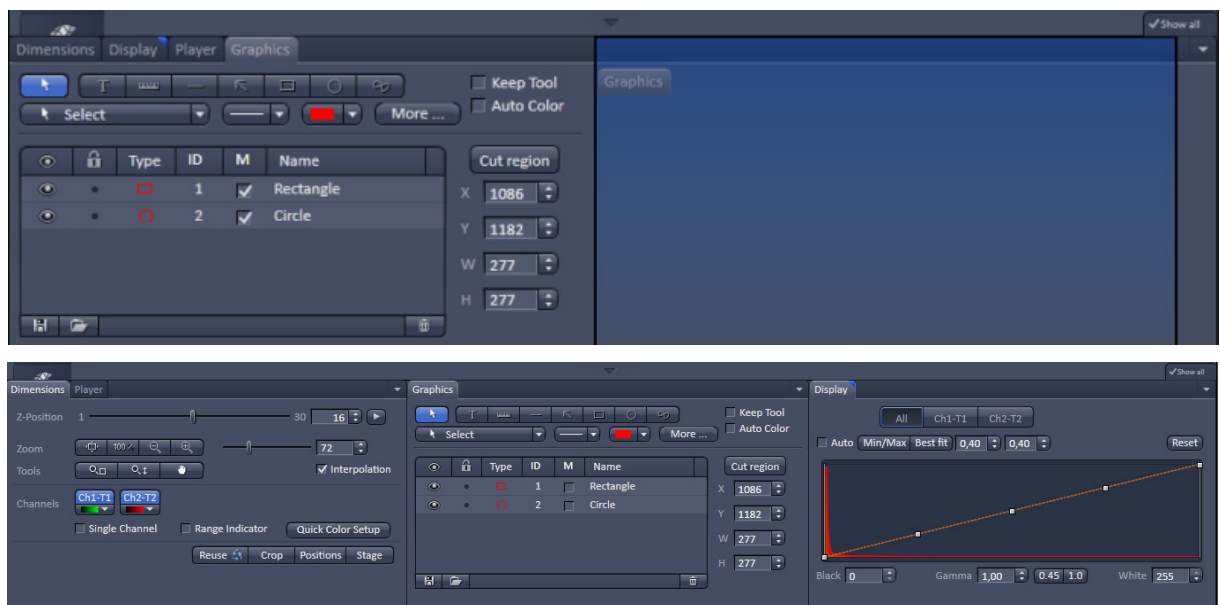 Show all
Dimensions Display Player Graphics
Graphics
T
Keep Tool
Select More ... Auto Color
Type ID M Name Cut region
1 Rectangle X 1086
2 Circle
Y 1182
W 277
H 277
Show all
Dimensions Player
Z-Position 1 30 16
Zoom 100% 72
Tools Interpolation
Channels Ch1-T1 Ch2-T2
Single Channel Range Indicator Quick Color Setup
Reuse Crop Positions Stage
Graphics
T Keep Tool
Select More ... Auto Color
Type ID M Name Cut region
1 Rectangle X 1086
2 Circle
Y 1182
W 277
H 277
Display
All Ch1-T1 Ch2-T2
Auto Min/Max Best fit 0,40 0,40 Reset
Black 0 Gamma 1,00 0.45 1.0 White 255